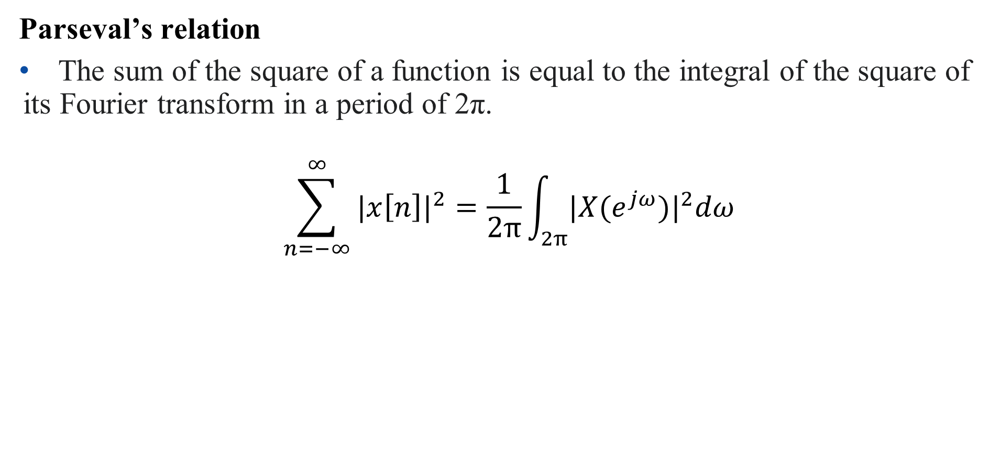 Parseval’s relation
• The sum of the square of a function is equal to the integral of the square of
its Fourier transform in a period of 2π.
$$\sum_{n=-\infty}^{\infty} |x[n]|^2 = \frac{1}{2\pi} \int_{2\pi} |X(e^{j\omega})|^2 d\omega$$